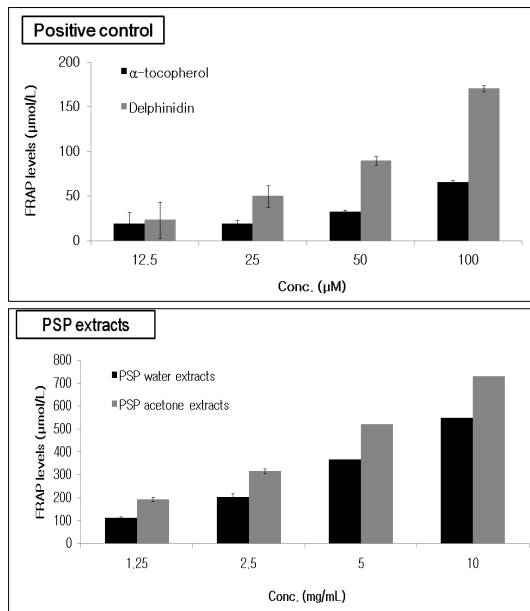 Positive control
200
150
100
50
0
FRAP levels (μmol/L)
α-tocopherol
Delphinidin
12.5 25 50 100
Conc. (μM)
PSP extracts
800
700
600
500
400
300
200
100
0
FRAP levels (μmol/L)
PSP water extracts
PSP acetone extracts
1.25 2.5 5 10
Conc. (mg/mL)